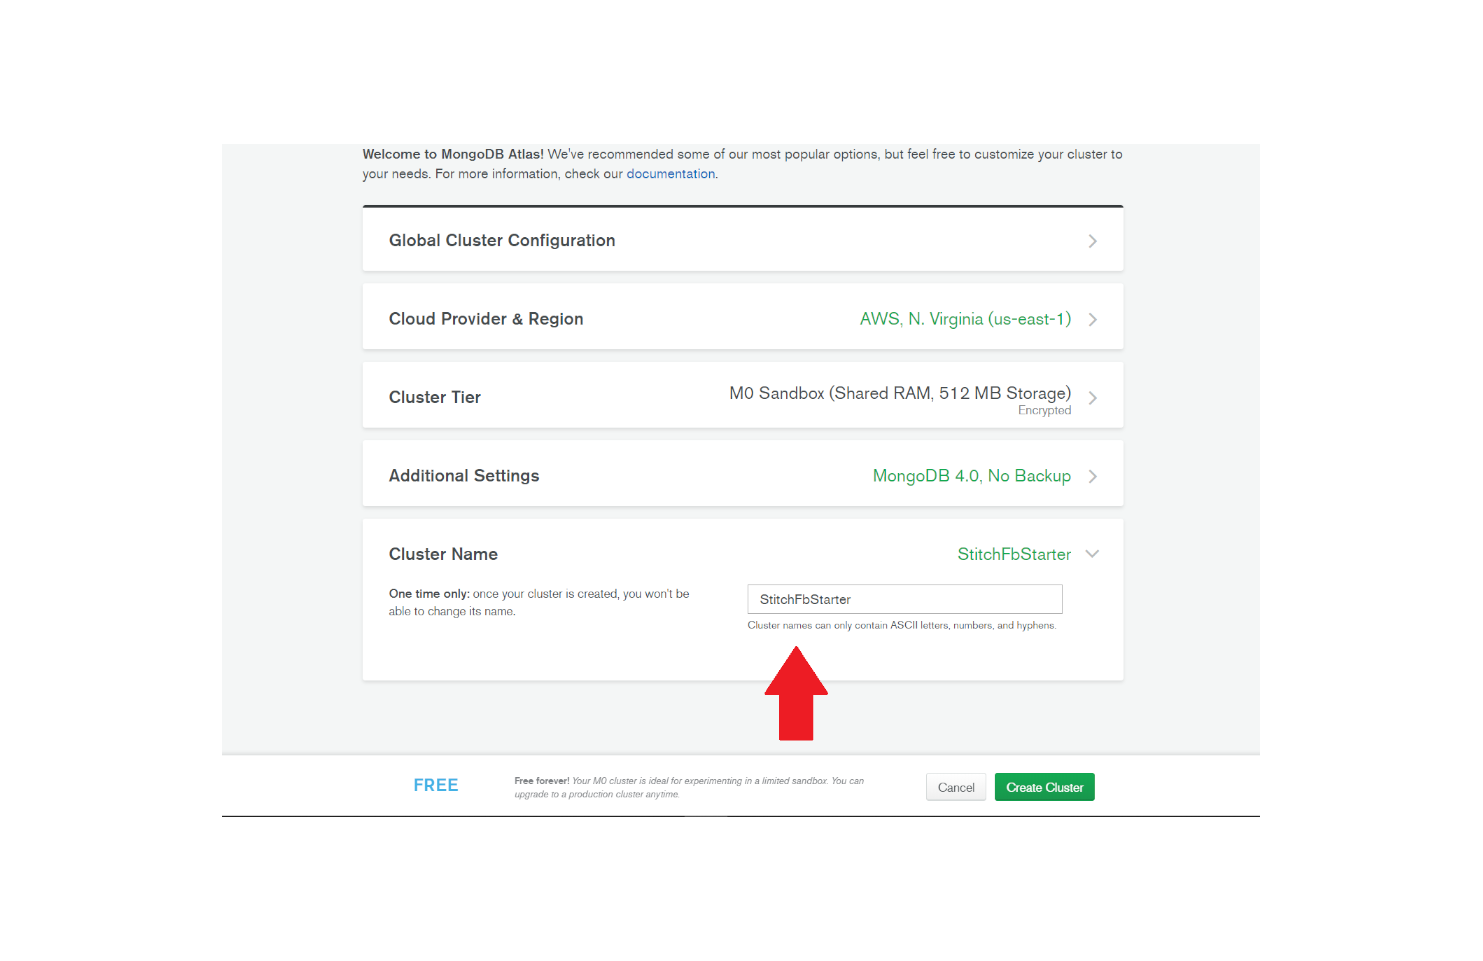 Welcome to MongoDB Atlas! We've recommended some of our most popular options, but feel free to customize your cluster to
your needs. For more information, check our documentation.
Global Cluster Configuration
Cloud Provider & Region
AWS, N. Virginia (us-east-1)
Cluster Tier
M0 Sandbox (Shared RAM, 512 MB Storage)
Encrypted
Additional Settings
MongoDB 4.0, No Backup
Cluster Name
StitchFbStarter
One time only: once your cluster is created, you won't be
able to change its name.
StitchFbStarter
Cluster names can only contain ASCII letters, numbers, and hyphens.
FREE
Free forever! Your M0 cluster is ideal for experimenting in a limited sandbox. You can
upgrade to a production cluster anytime.
Cancel
Create Cluster